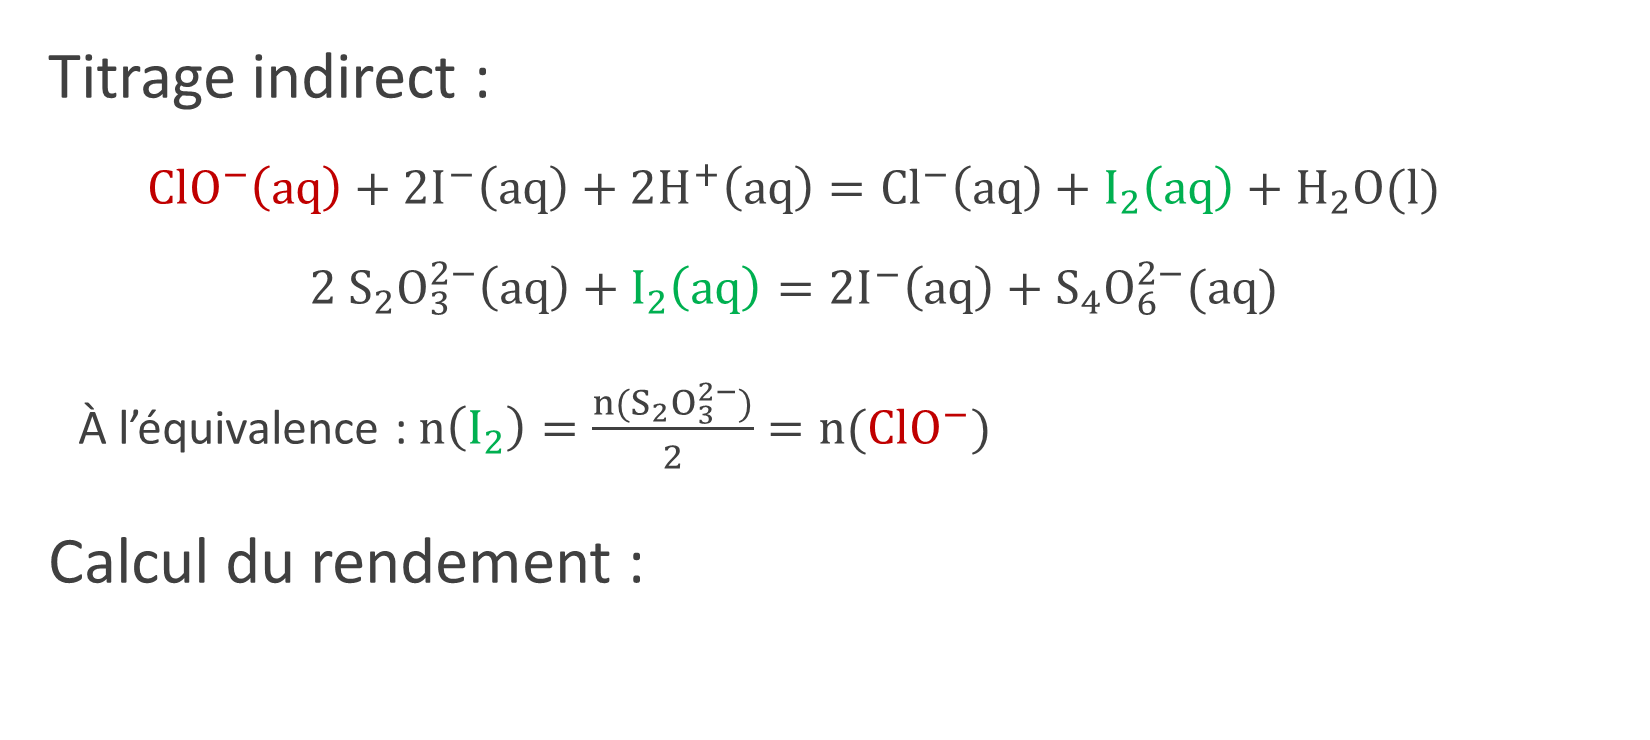 Titrage indirect :
ClO⁻(aq) + 2I⁻(aq) + 2H⁺(aq) = Cl⁻(aq) + I₂(aq) + H₂O(l)
2 S₂O₃²⁻(aq) + I₂(aq) = 2I⁻(aq) + S₄O₆²⁻(aq)
À l’équivalence : n(I₂) = n(S₂O₃²⁻)/2 = n(ClO⁻)
Calcul du rendement :